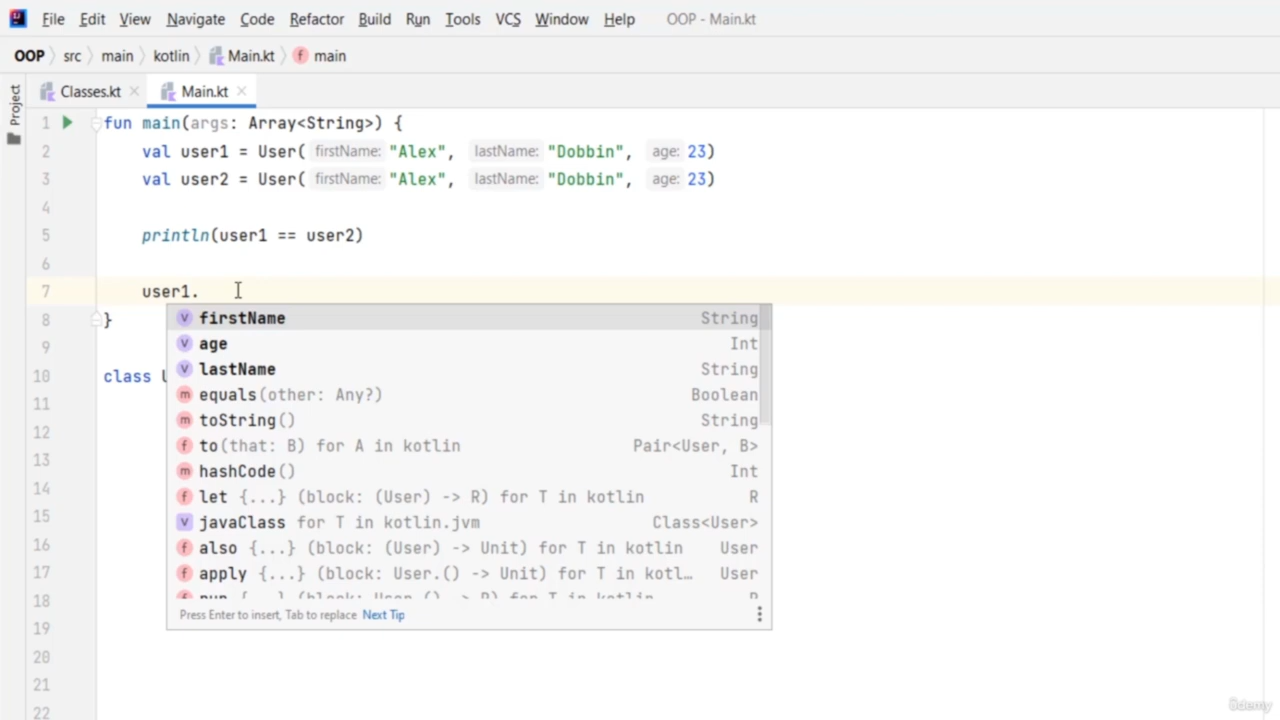 File Edit View Navigate Code Refactor Build Run Tools VCS Window Help OOP - Main.kt
OOP src main kotlin Main.kt main
Project
Classes.kt Main.kt
1 fun main(args: Array<String>) {
2 val user1 = User( firstName: "Alex", lastName: "Dobbin", age: 23)
3 val user2 = User( firstName: "Alex", lastName: "Dobbin", age: 23)
4
5 println(user1 == user2)
6
7 user1.
8 }
9
10 class
11
12
13
14
15
16
17
18
19
20
21
22
v firstName String
v age Int
v lastName String
m equals(other: Any?) Boolean
m toString() String
f to(that: B) for A in kotlin Pair<User, B>
m hashCode() Int
f let {...} (block: (User) -> R) for T in kotlin R
v javaClass for T in kotlin.jvm Class<User>
f also {...} (block: (User) -> Unit) for T in kotlin User
f apply {...} (block: User.() -> Unit) for T in kotl… User
f run {...} (block: User.() -> R) for T in kotlin R
Press Enter to insert, Tab to replace Next Tip
ûdemy